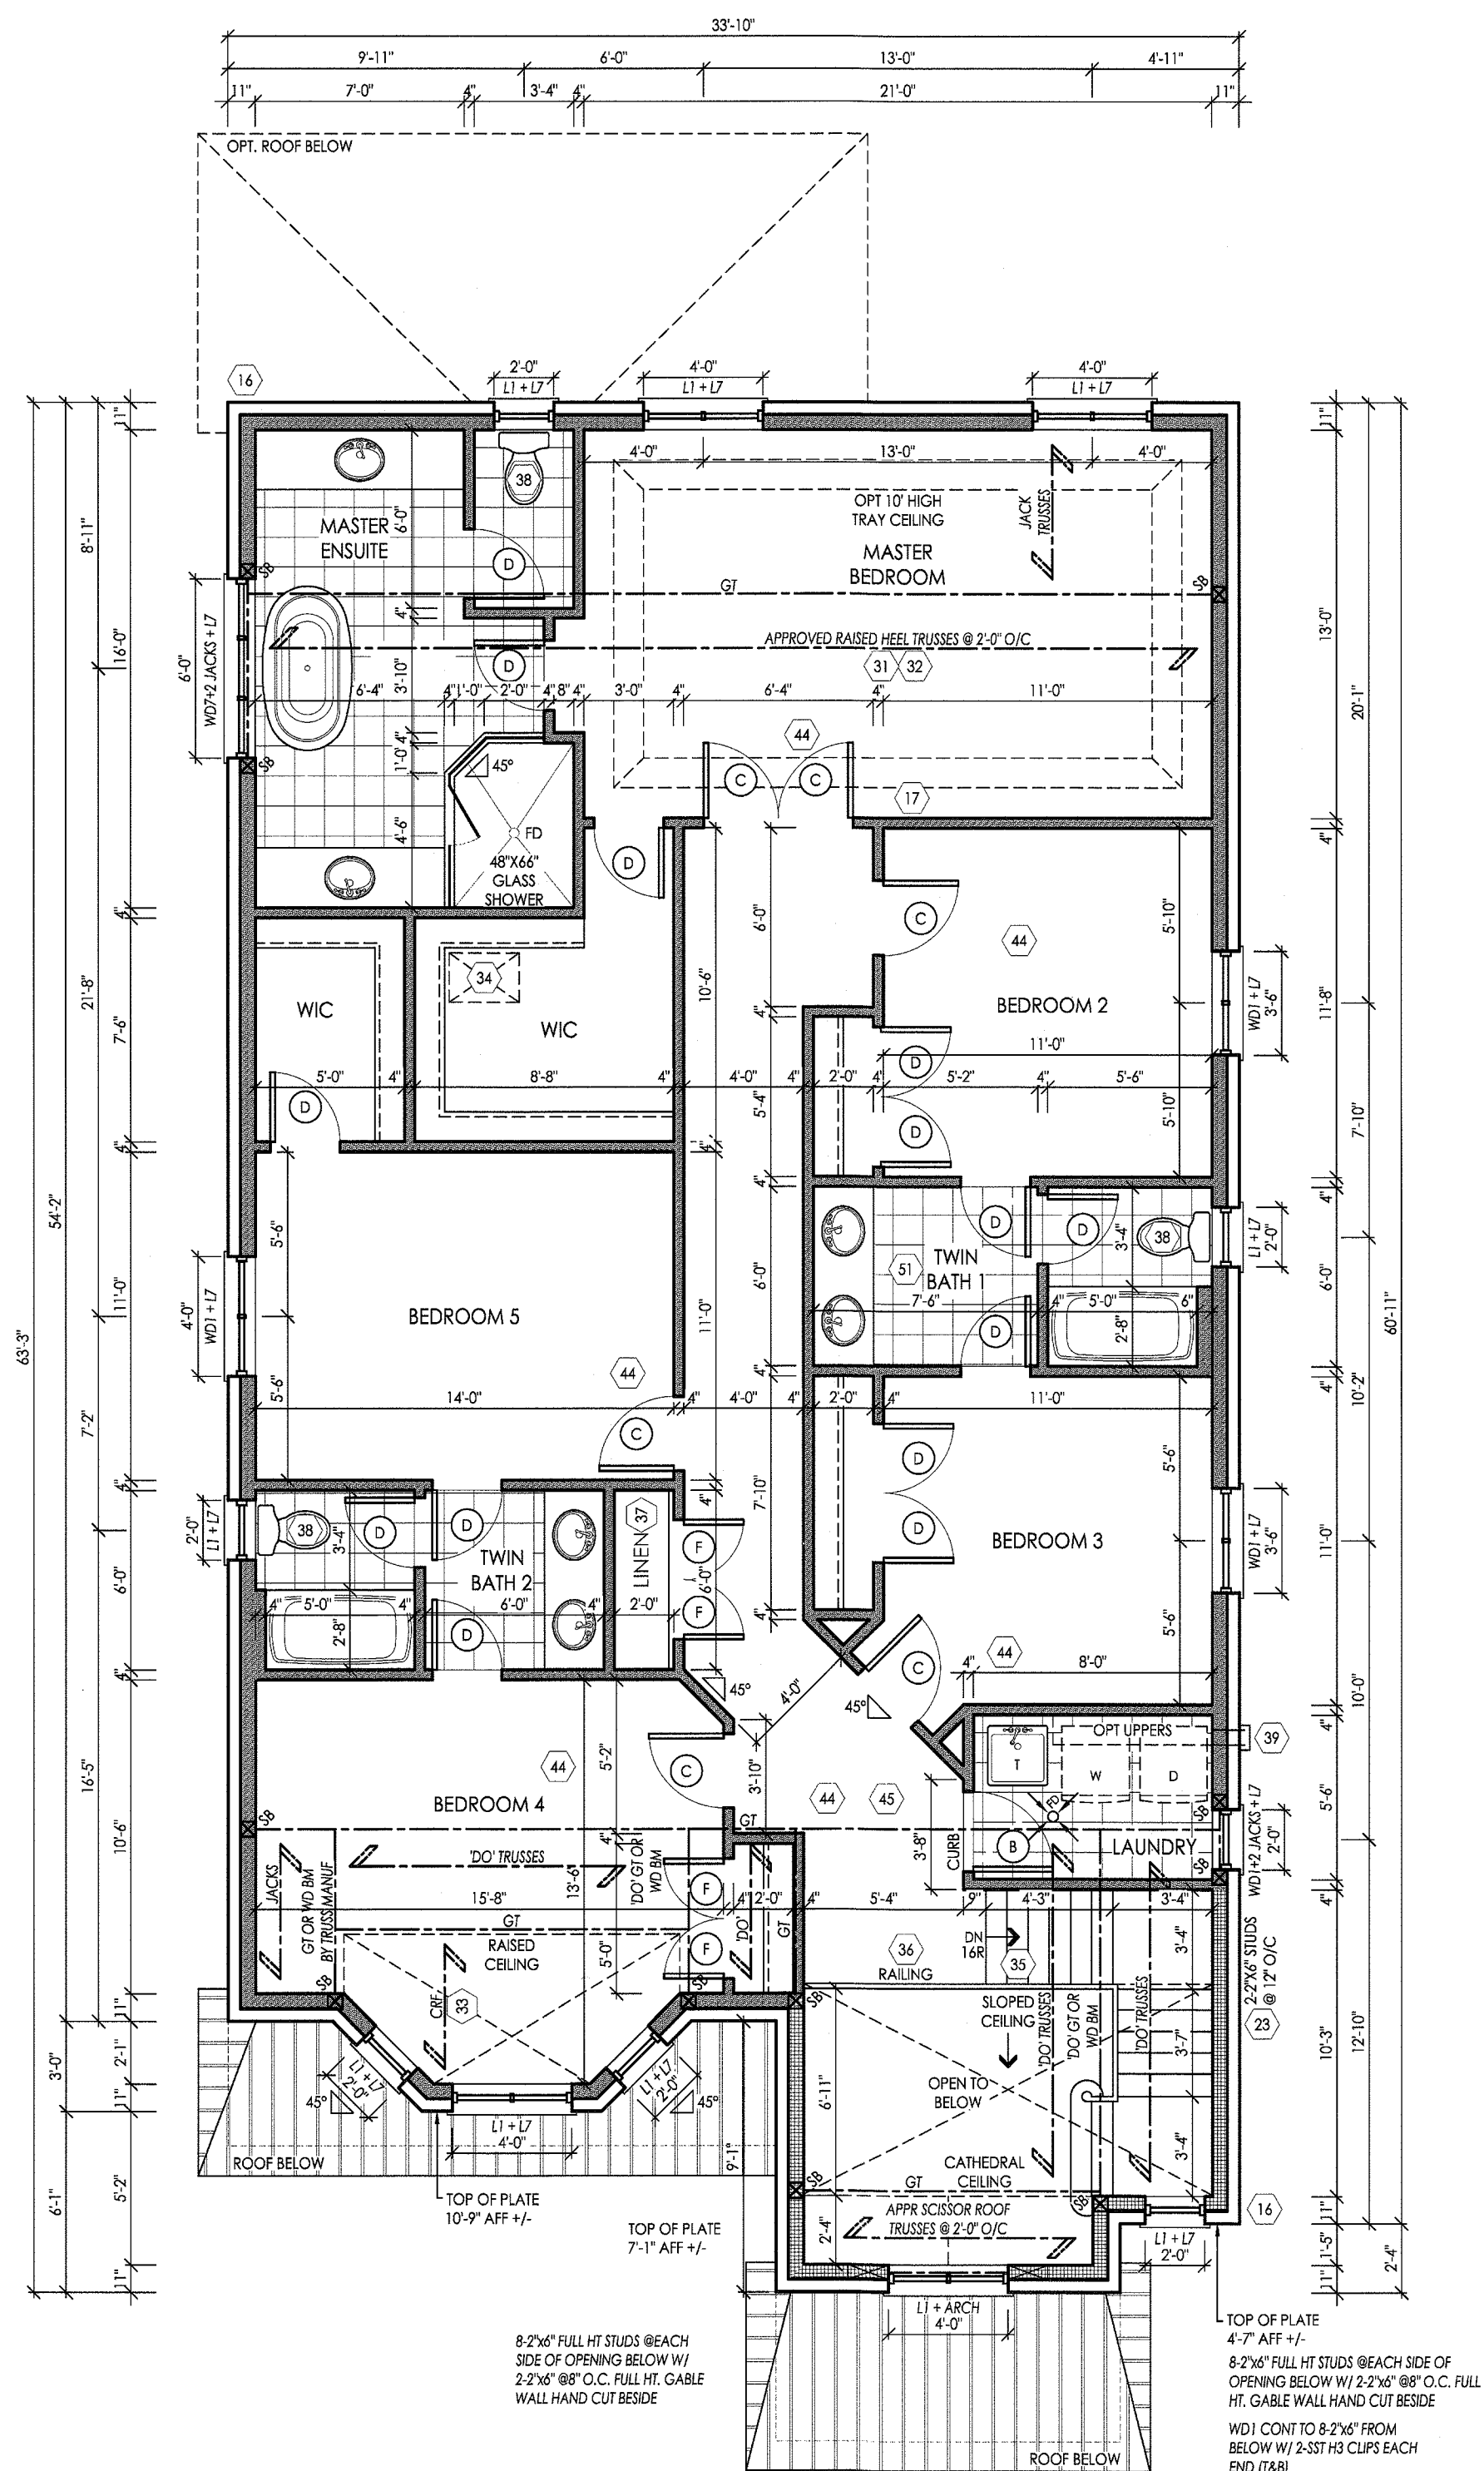 33'-10"
9'-11" 6'-0" 13'-0" 4'-11"
11" 7'-0" 4" 3'-4" 4" 21'-0" 11"
OPT. ROOF BELOW
16
2'-0"
L1 + L7
4'-0"
L1 + L7
4'-0"
L1 + L7
11"
11"
38
4'-0" 13'-0" 4'-0"
OPT 10' HIGH
TRAY CEILING
JACK
TRUSSES
MASTER
ENSUITE
6'-0"
MASTER
BEDROOM
8'-11"
D
SB
GT
SB
4"
16'-0"
13'-0"
6'-0"
WD7+2 JACKS + L7
APPROVED RAISED HEEL TRUSSES @ 2'-0" O/C
D
31 32
3'-10"
6'-4" 4" 1'-0" 2'-0" 4" 8" 4" 3'-0" 4" 6'-4" 4" 11'-0"
20'-1"
44
4"
1'-0"
45°
SB
C C
17
4'-6"
FD
48"X66"
GLASS
SHOWER
D
4"
C
6'-0"
5'-10"
44
4"
34
WIC
WIC
10'-6"
BEDROOM 2
WD1 + L7
3'-6"
11'-8"
21'-8"
7'-6"
4"
D
11'-0"
5'-0" 4" 8'-8" 4" 4'-0" 4" 2'-0" 4" 5'-2" 4" 5'-6"
D
5'-4"
D
5'-10"
7'-10"
4"
4"
4"
4"
54'-2"
5'-6"
D
D
3'-4"
38
L1 + L7
2'-0"
TWIN
BATH 1
51
6'-0"
6'-0"
63'-3"
4'-0"
WD1 + L7
11'-0"
BEDROOM 5
11'-0"
7'-6" 4" 5'-0" 6"
D
2'-8"
60'-11"
44
4"
4"
10'-2"
5'-6"
14'-0" 4" 4'-0" 4" 2'-0" 4" 11'-0"
7'-2"
C
D
5'-6"
4"
4"
7'-10"
2'-0"
L1 + L7
38
3'-4"
D
D
TWIN
BATH 2
LINEN
37
F
D
BEDROOM 3
WD1 + L7
3'-6"
11'-0"
6'-0"
6'-0"
4" 5'-0" 4" 6'-0" 4" 2'-0"
F
4"
2'-8"
D
5'-6"
4"
C
4" 44 8'-0"
45°
4'-0"
45°
4"
10'-0"
OPT UPPERS
39
5'-2"
44
C
3'-10"
T
W
D
16'-5"
BEDROOM 4
44
45
FD
SB
5'-6"
SB
GT
4"
3'-8"
CURB
B
LAUNDRY
WD1+2 JACKS + L7
2'-0"
10'-6"
'DO' TRUSSES
JACKS
GT OR WD BM
BY TRUSS MANUF
13'-6"
'DO' GT OR
WD BM
F
SB
4"
15'-8" 4" 2'-0" 4" 5'-4" 9" 4'-3" 3'-4"
GT
'DO'
GT
DN
16R
2-2"X6" STUDS
@ 12" O/C
RAISED
CEILING
5'-0"
F
36
RAILING
35
3'-4"
SB
SB
SB
11"
CRF
33
SLOPED
CEILING
'DO' TRUSSES
'DO' GT OR
WD BM
'DO' TRUSSES
23
3'-7"
10'-3"
12'-10"
3'-0"
2'-1"
L1 + L7
2'-0"
L1 + L7
2'-0"
OPEN TO
BELOW
6'-11"
45°
45°
11"
L1 + L7
4'-0"
3'-4"
ROOF BELOW
9'-1"
CATHEDRAL
CEILING
SB
GT
6'-1"
5'-2"
TOP OF PLATE
10'-9" AFF +/-
APPR SCISSOR ROOF
TRUSSES @ 2'-0" O/C
SB
16
11"
TOP OF PLATE
7'-1" AFF +/-
2'-4"
L1 + L7
2'-0"
1'-5"
2'-4"
11"
11"
L1 + ARCH
4'-0"
TOP OF PLATE
4'-7" AFF +/-
8-2"x6" FULL HT STUDS @EACH
SIDE OF OPENING BELOW W/
2-2"x6" @8" O.C. FULL HT. GABLE
WALL HAND CUT BESIDE
8-2"x6" FULL HT STUDS @EACH SIDE OF
OPENING BELOW W/ 2-2"x6" @8" O.C. FULL
HT. GABLE WALL HAND CUT BESIDE
WD1 CONT TO 8-2"x6" FROM
BELOW W/ 2-SST H3 CLIPS EACH
END (T&B)
ROOF BELOW